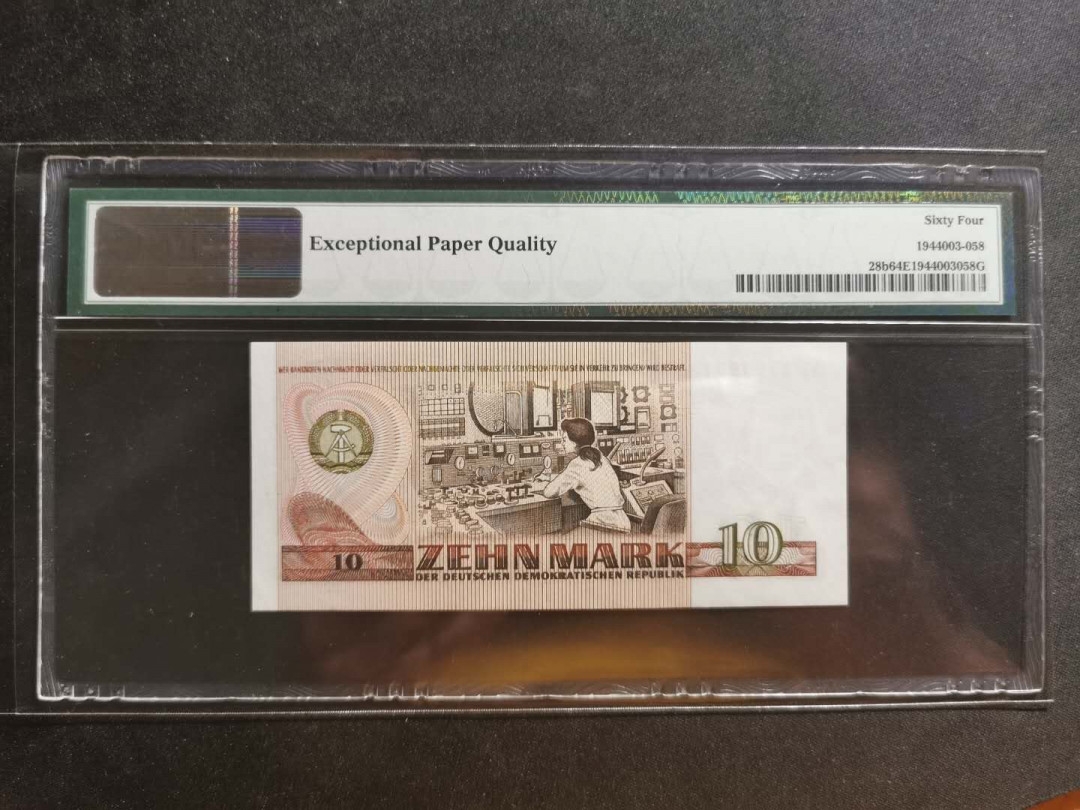 Exceptional Paper Quality
Sixty Four
1944003-058
28b64E1944003058G
10
ZEHN MARK
DER DEUTSCHEN DEMOKRATISCHEN REPUBLIK
10